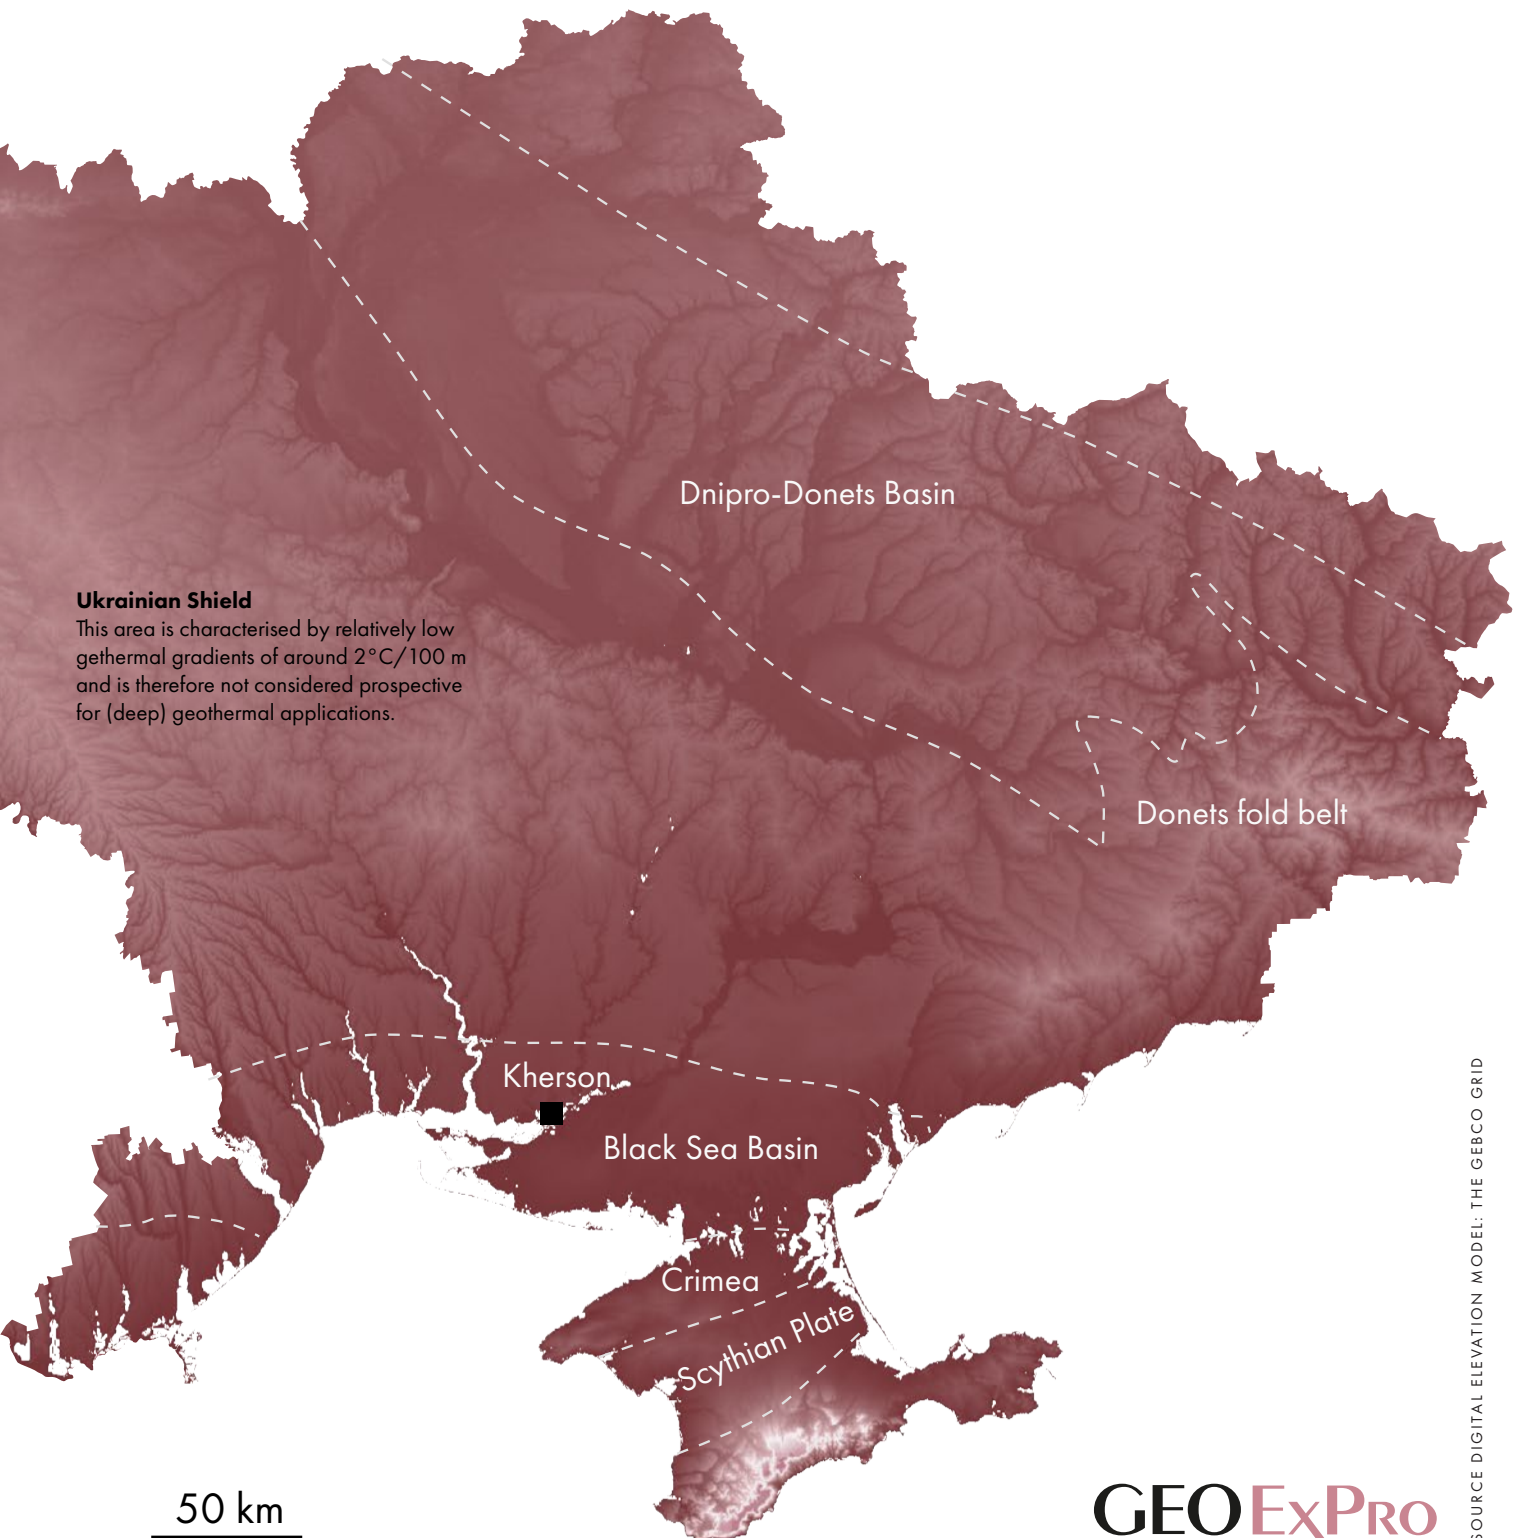 Dnipro-Donets Basin
Ukrainian Shield
This area is characterised by relatively low
gethermal gradients of around 2°C/100 m
and is therefore not considered prospective
for (deep) geothermal applications.
Donets fold belt
Kherson
Black Sea Basin
Crimea
Scythian Plate
50 km
GEOExPro
SOURCE DIGITAL ELEVATION MODEL: THE GEBCO GRID